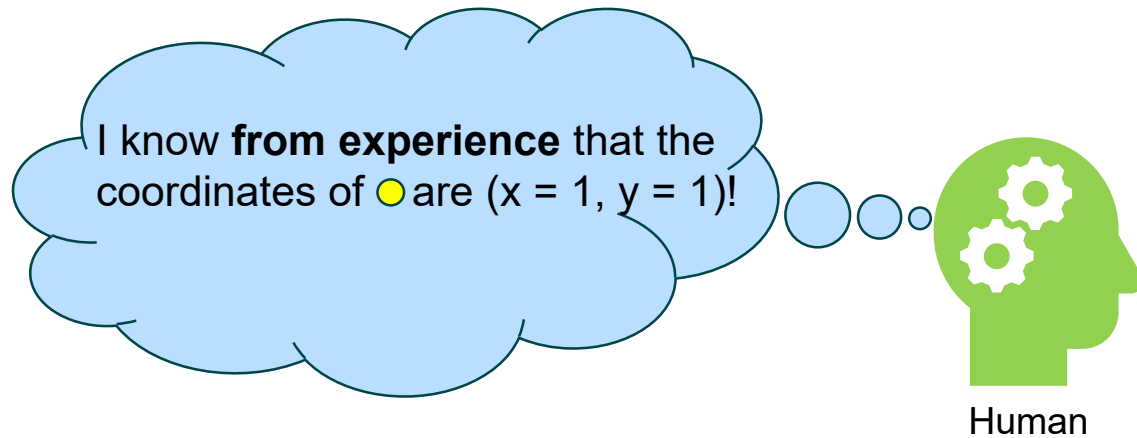 I know from experience that the
coordinates of are (x = 1, y = 1)!
Human